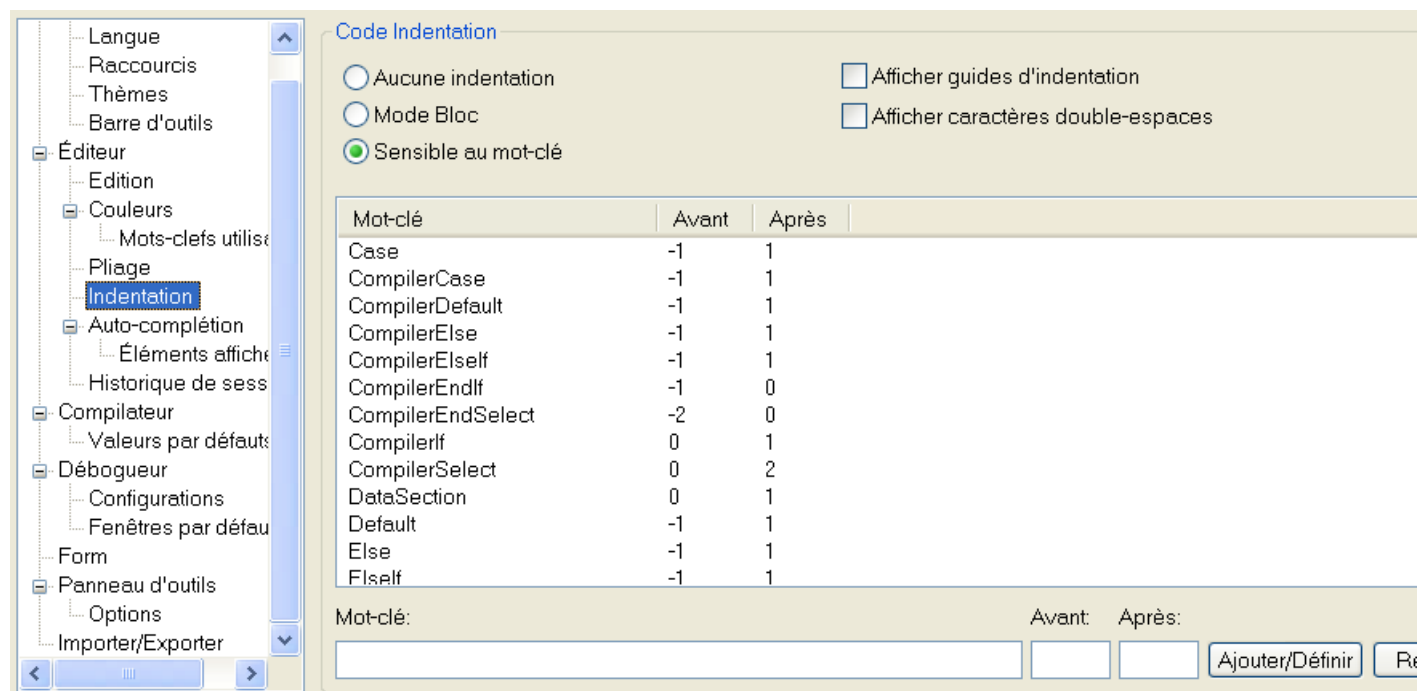 Langue
Raccourcis
Thèmes
Barre d'outils
Éditeur
Edition
Couleurs
Mots-clefs
Pliage
Indentation
Auto-complétion
Éléments
Historique de
Compilateur
Valeurs par
Débogueur
Configurations
Fenêtres par
Form
Panneau d'outils
Options
Importer/Exporter
Code Indentation
Aucune indentation
Mode Bloc
Sensible au mot-clé
Afficher guides d'indentation
Afficher caractères double-espaces
Mot-clé Avant Après
Case -1 1
CompilerCase -1 1
CompilerDefault -1 1
CompilerElse -1 1
CompilerElseIf -1 1
CompilerEndIf -1 0
CompilerEndSelect -2 0
CompilerIf 0 1
CompilerSelect 0 2
DataSection 0 1
Default -1 1
Else -1 1
ElseIf -1 1
Mot-clé: Avant: Après:
Ajouter/Définir